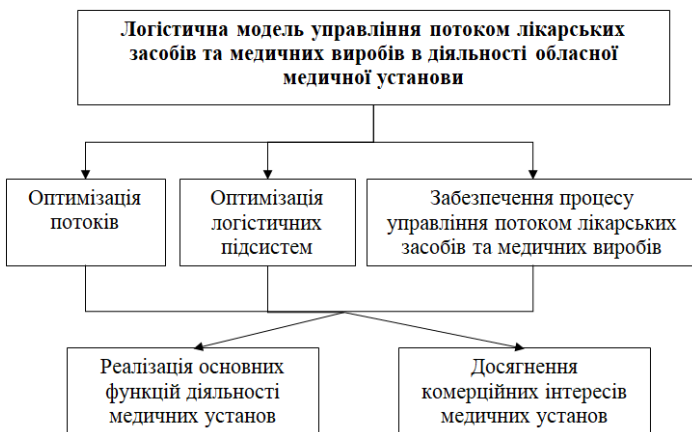 Логістична модель управління потоком лікарських
засобів та медичних виробів в діяльності обласної
медичної установи
Оптимізація
потоків
Оптимізація
логістичних
підсистем
Забезпечення процесу
управління потоком лікарських
засобів та медичних виробів
Реалізація основних
функцій діяльності
медичних установ
Досягнення
комерційних інтересів
медичних установ